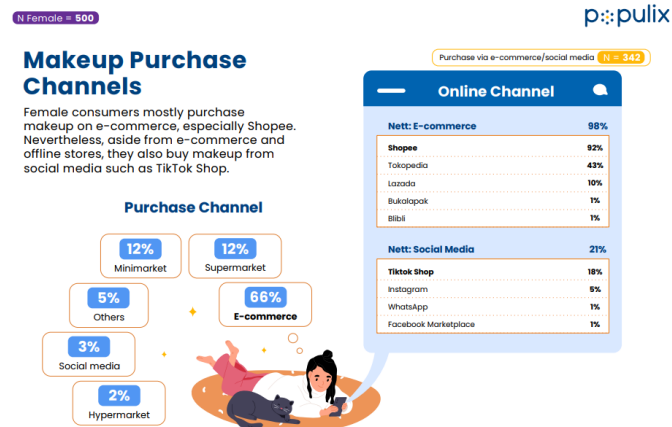 N Female = 500
populix
Makeup Purchase
Channels
Purchase via e-commerce/social media N = 342
Female consumers mostly purchase
makeup on e-commerce, especially Shopee.
Nevertheless, aside from e-commerce and
offline stores, they also buy makeup from
social media such as TikTok Shop.
Purchase Channel
12%
Minimarket
12%
Supermarket
5%
Others
66%
E-commerce
3%
Social media
2%
Hypermarket
Online Channel
Nett: E-commerce 98%
Shopee 92%
Tokopedia 43%
Lazada 10%
Bukalapak 1%
Blibli 1%
Nett: Social Media 21%
Tiktok Shop 18%
Instagram 5%
WhatsApp 1%
Facebook Marketplace 1%